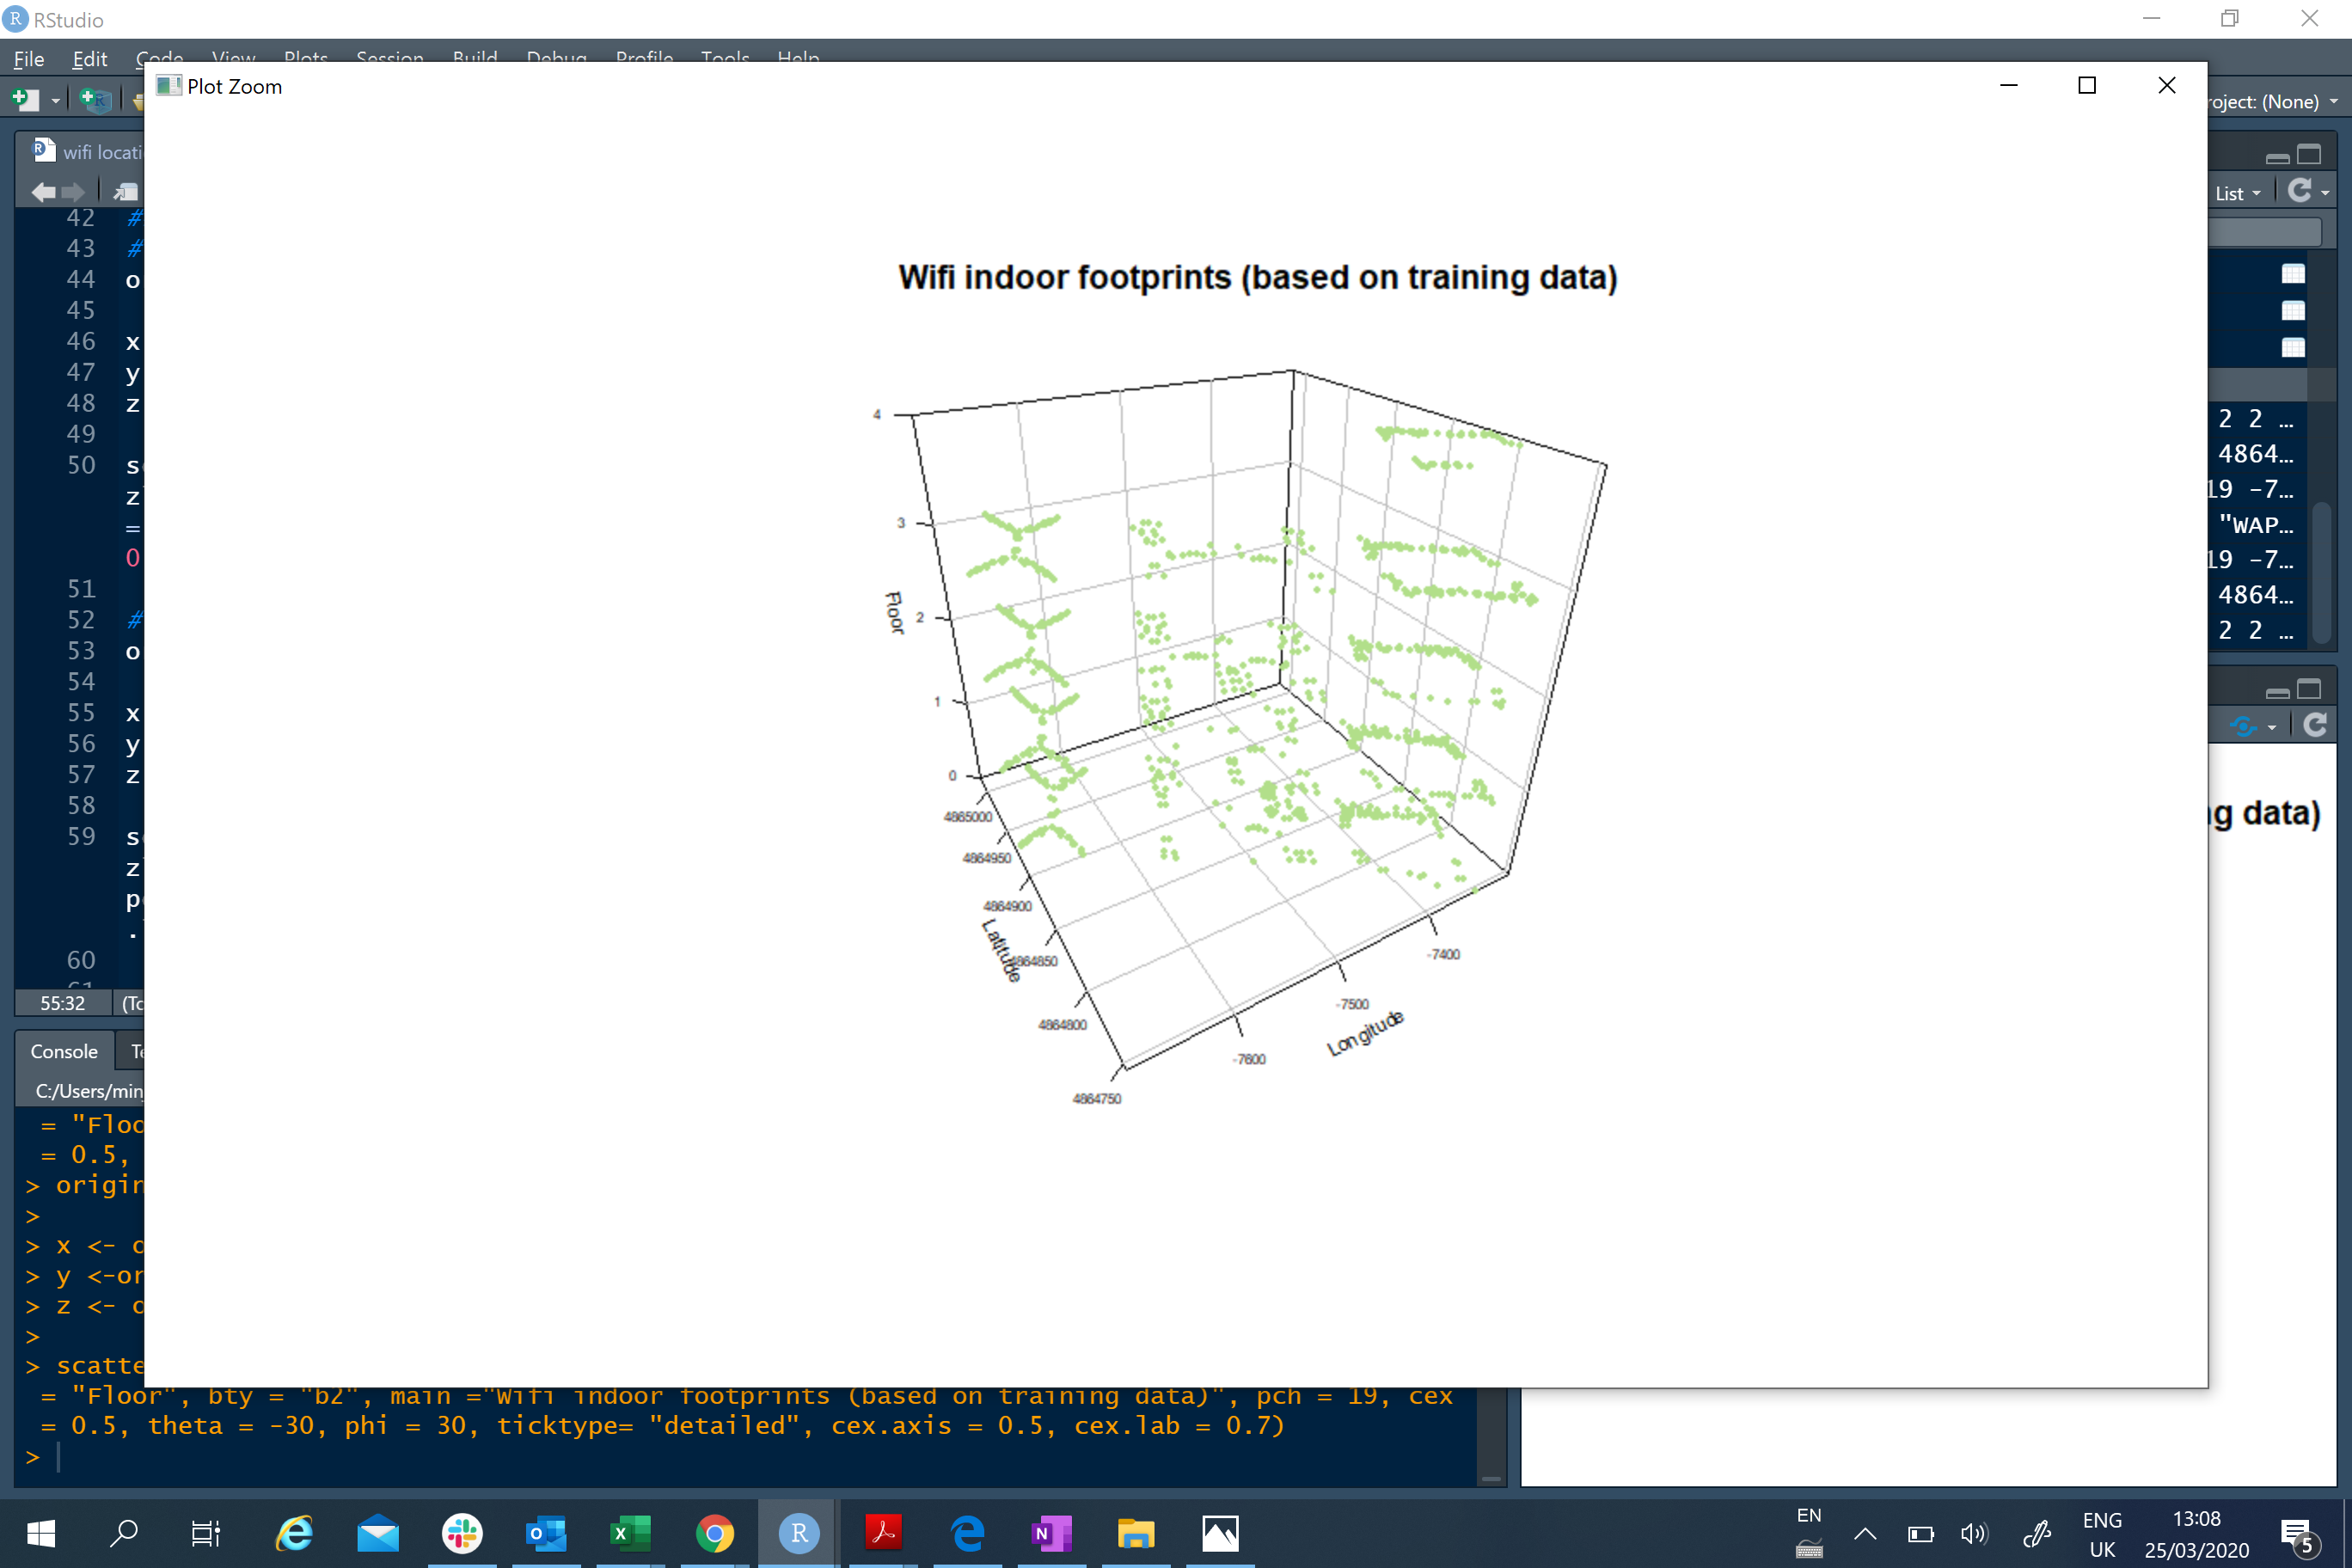 RStudio
File Edit Code View Plots Session Build Debug Profile Tools Help
Plot Zoom
roject: (None)
wifi locati
List
42 #
43 #
44 o
45
46 x
47 y
48 z
49
50 s
z
=
0
51
52 #
53 o
54
55 x
56 y
57 z
58
59 s
z
p
.
60
61
55:32
2 2 ...
4864...
19 -7...
"WAP...
19 -7...
4864...
2 2 ...
Wifi indoor footprints (based on training data)
4
3
2
1
0
Floor
4865000
4864950
4864900
4864850
4864800
4864750
Latitude
-7600
-7500
-7400
Longitude
ng data)
Console
C:/Users/min
= "Floo
= 0.5,
> origin
>
> x <- o
> y <-or
> z <- o
>
> scatte
= "Floor", bty = "b2", main ="Wifi indoor footprints (based on training data)", pch = 19, cex
= 0.5, theta = -30, phi = 30, ticktype= "detailed", cex.axis = 0.5, cex.lab = 0.7)
>
EN
ENG
UK
13:08
25/03/2020
5